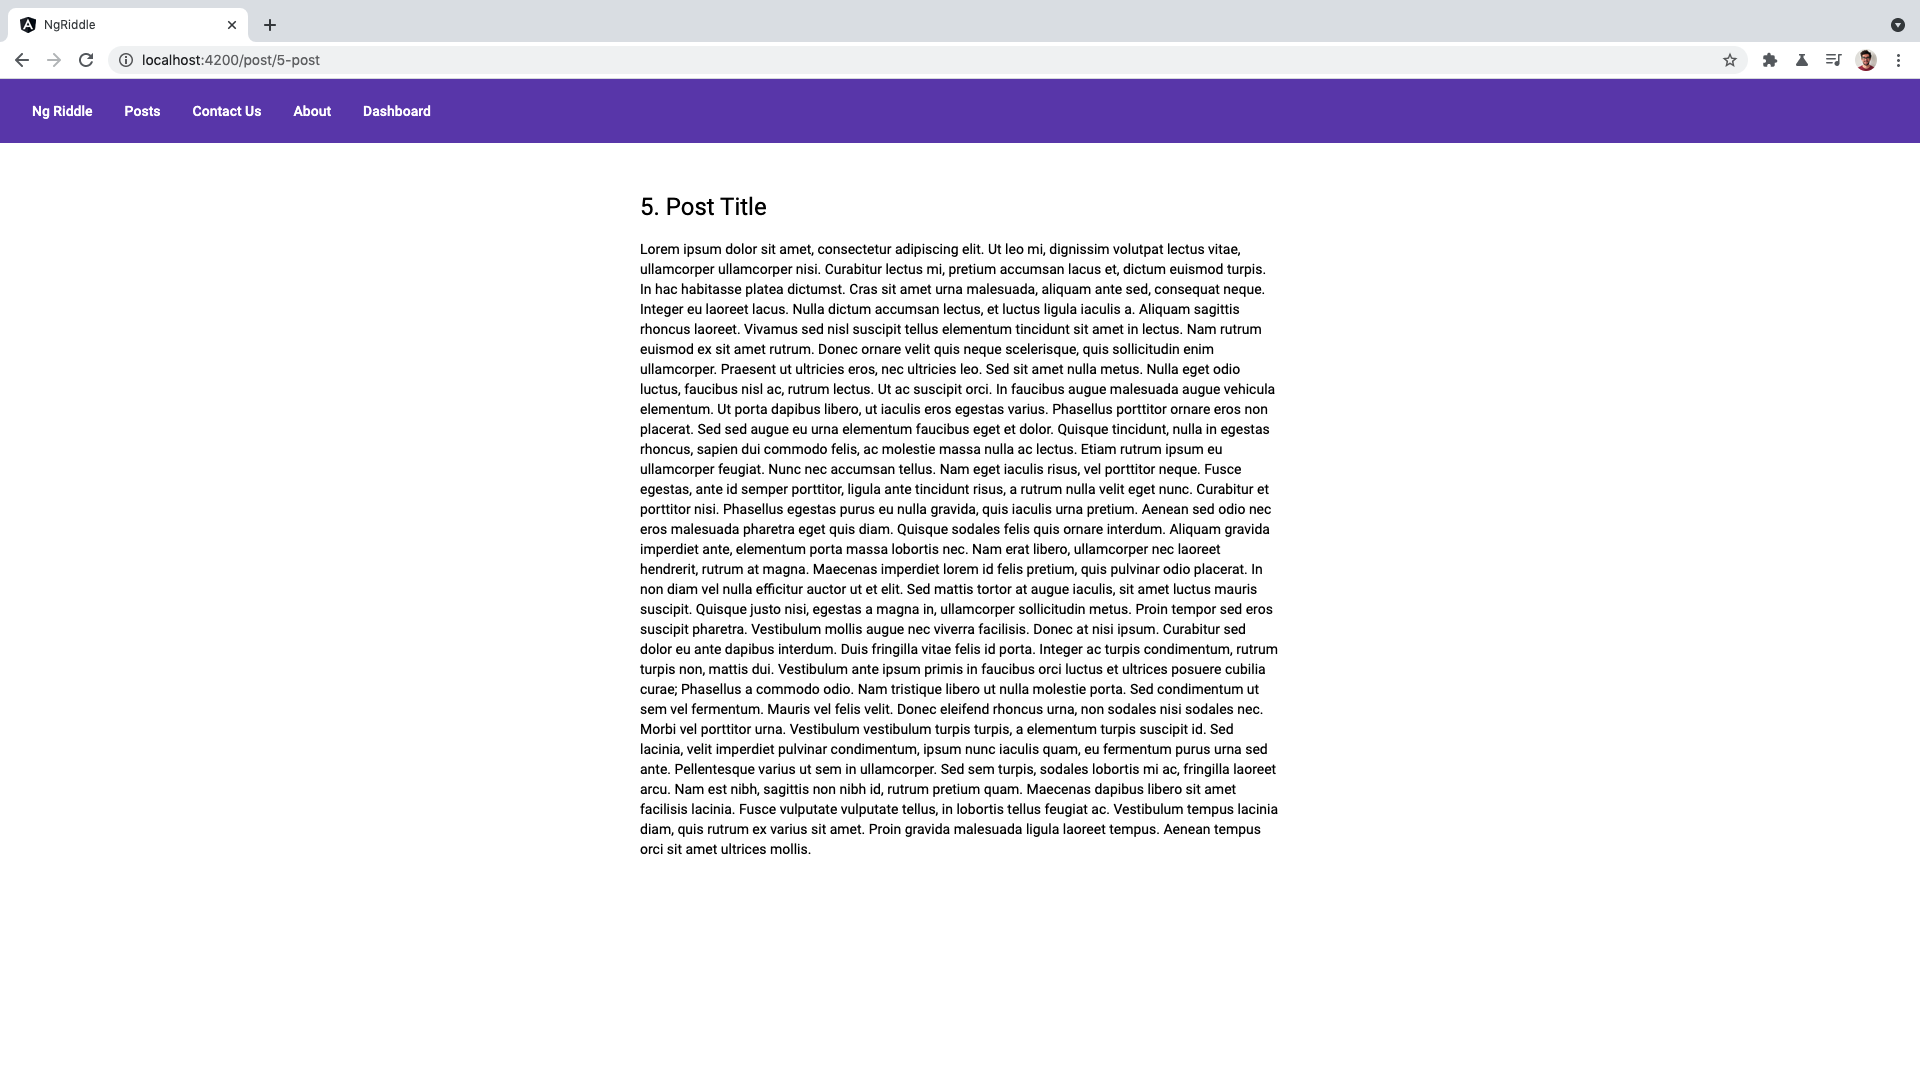 NgRiddle
localhost:4200/post/5-post
Ng Riddle Posts Contact Us About Dashboard
5. Post Title
Lorem ipsum dolor sit amet, consectetur adipiscing elit. Ut leo mi, dignissim volutpat lectus vitae,
ullamcorper ullamcorper nisi. Curabitur lectus mi, pretium accumsan lacus et, dictum euismod turpis.
In hac habitasse platea dictumst. Cras sit amet urna malesuada, aliquam ante sed, consequat neque.
Integer eu laoreet lacus. Nulla dictum accumsan lectus, et luctus ligula iaculis a. Aliquam sagittis
rhoncus laoreet. Vivamus sed nisl suscipit tellus elementum tincidunt sit amet in lectus. Nam rutrum
euismod ex sit amet rutrum. Donec ornare velit quis neque scelerisque, quis sollicitudin enim
ullamcorper. Praesent ut ultricies eros, nec ultricies leo. Sed sit amet nulla metus. Nulla eget odio
luctus, faucibus nisl ac, rutrum lectus. Ut ac suscipit orci. In faucibus augue malesuada augue vehicula
elementum. Ut porta dapibus libero, ut iaculis eros egestas varius. Phasellus porttitor ornare eros non
placerat. Sed sed augue eu urna elementum faucibus eget et dolor. Quisque tincidunt, nulla in egestas
rhoncus, sapien dui commodo felis, ac molestie massa nulla ac lectus. Etiam rutrum ipsum eu
ullamcorper feugiat. Nunc nec accumsan tellus. Nam eget iaculis risus, vel porttitor neque. Fusce
egestas, ante id semper porttitor, ligula ante tincidunt risus, a rutrum nulla velit eget nunc. Curabitur et
porttitor nisi. Phasellus egestas purus eu nulla gravida, quis iaculis urna pretium. Aenean sed odio nec
eros malesuada pharetra eget quis diam. Quisque sodales felis quis ornare interdum. Aliquam gravida
imperdiet ante, elementum porta massa lobortis nec. Nam erat libero, ullamcorper nec laoreet
hendrerit, rutrum at magna. Maecenas imperdiet lorem id felis pretium, quis pulvinar odio placerat. In
non diam vel nulla efficitur auctor ut et elit. Sed mattis tortor at augue iaculis, sit amet luctus mauris
suscipit. Quisque justo nisi, egestas a magna in, ullamcorper sollicitudin metus. Proin tempor sed eros
suscipit pharetra. Vestibulum mollis augue nec viverra facilisis. Donec at nisi ipsum. Curabitur sed
dolor eu ante dapibus interdum. Duis fringilla vitae felis id porta. Integer ac turpis condimentum, rutrum
turpis non, mattis dui. Vestibulum ante ipsum primis in faucibus orci luctus et ultrices posuere cubilia
curae; Phasellus a commodo odio. Nam tristique libero ut nulla molestie porta. Sed condimentum ut
sem vel fermentum. Mauris vel felis velit. Donec eleifend rhoncus urna, non sodales nisi sodales nec.
Morbi vel porttitor urna. Vestibulum vestibulum turpis turpis, a elementum turpis suscipit id. Sed
lacinia, velit imperdiet pulvinar condimentum, ipsum nunc iaculis quam, eu fermentum purus urna sed
ante. Pellentesque varius ut sem in ullamcorper. Sed sem turpis, sodales lobortis mi ac, fringilla laoreet
arcu. Nam est nibh, sagittis non nibh id, rutrum pretium quam. Maecenas dapibus libero sit amet
facilisis lacinia. Fusce vulputate vulputate tellus, in lobortis tellus feugiat ac. Vestibulum tempus lacinia
diam, quis rutrum ex varius sit amet. Proin gravida malesuada ligula laoreet tempus. Aenean tempus
orci sit amet ultrices mollis.